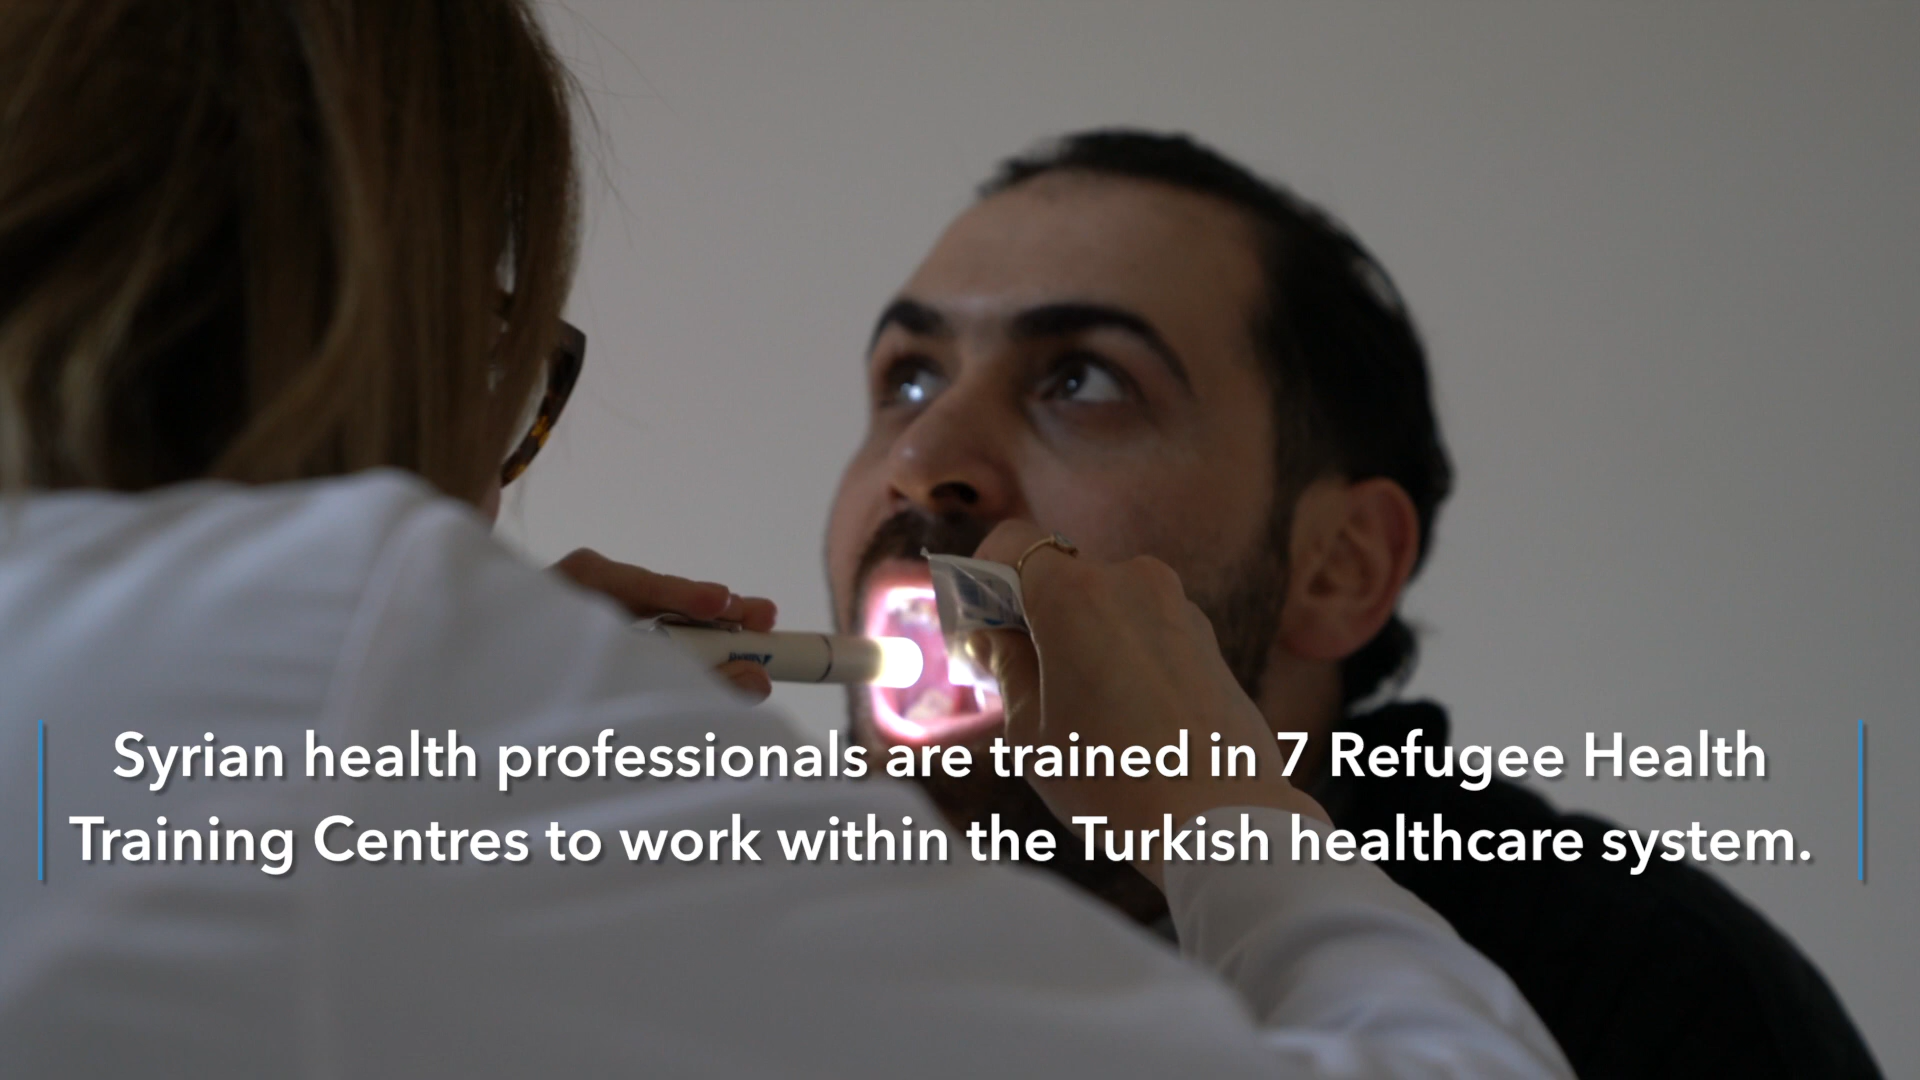 Syrian health professionals are trained in 7 Refugee Health
Training Centres to work within the Turkish healthcare system.